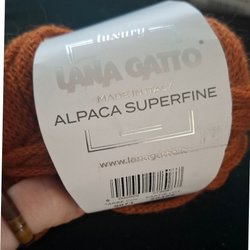 luxury
LANA GATTO
MADE IN ITALY
ALPACA SUPERFINE